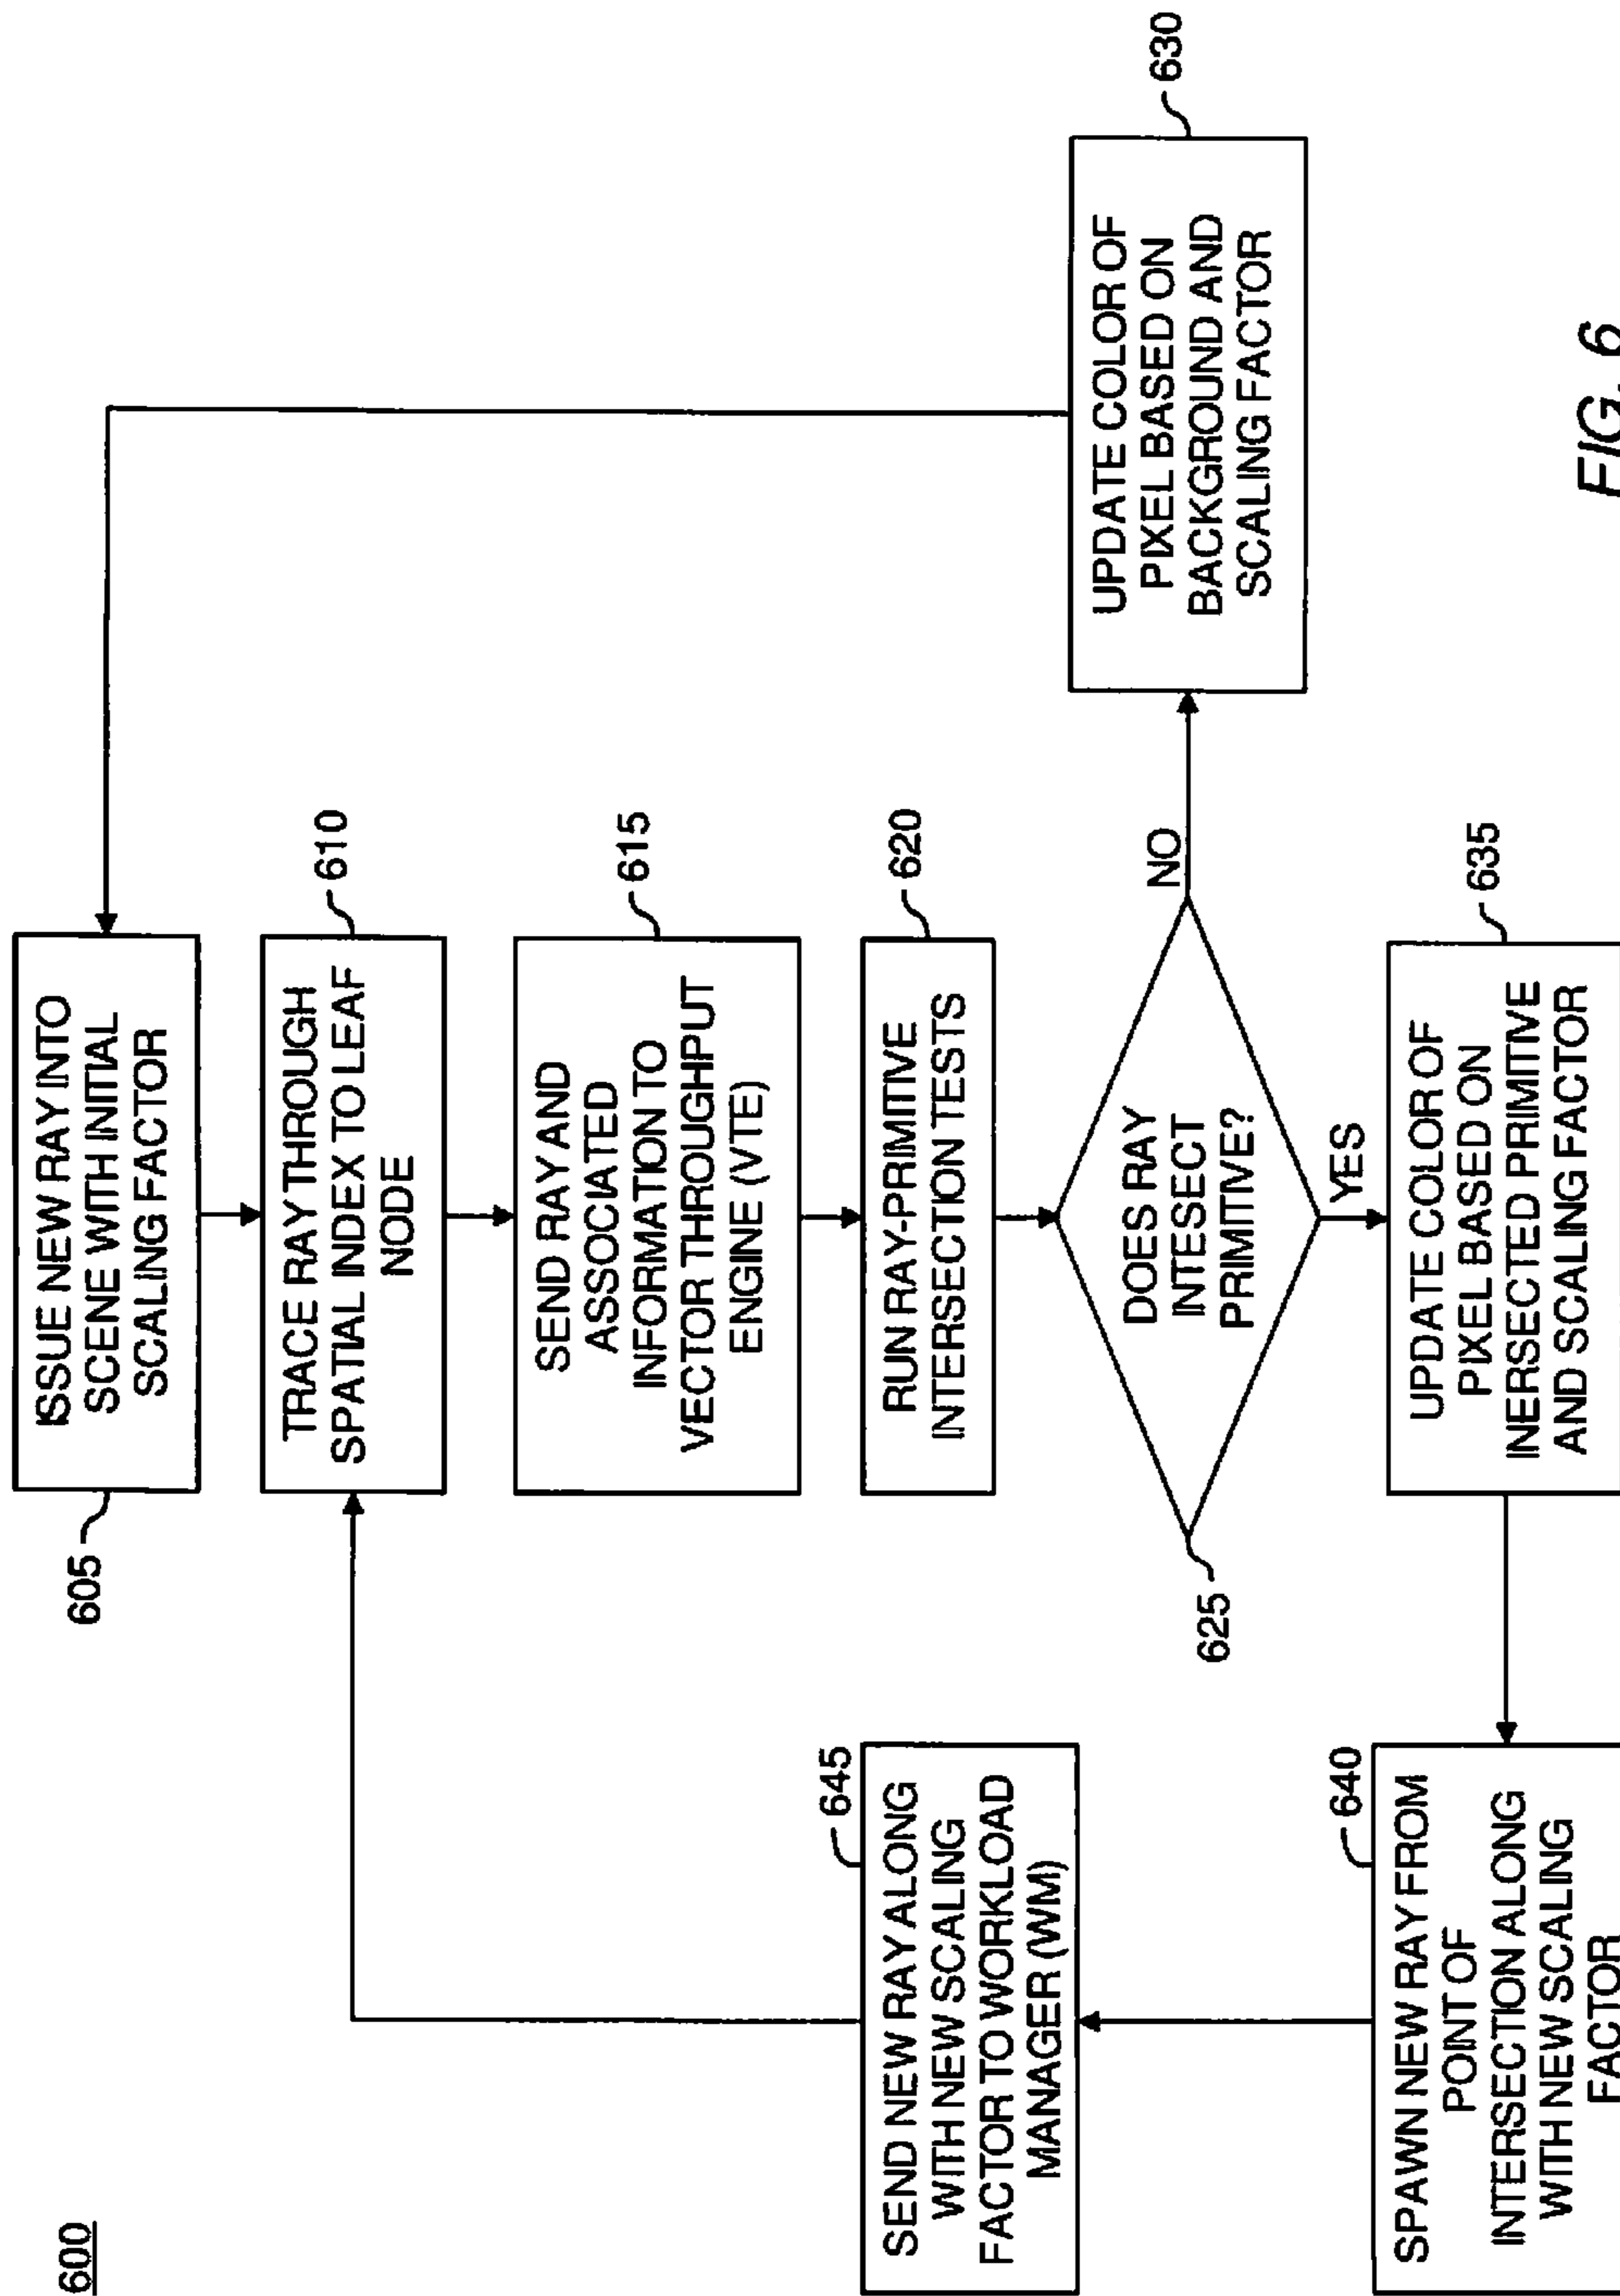 600
605
ISSUE NEW RAY INTO
SCENE WITH INITIAL
SCALING FACTOR
TRACE RAY THROUGH
SPATIAL INDEX TO LEAF
NODE
610
SEND RAY AND
ASSOCIATED
INFORMATION TO
VECTOR THROUGHPUT
ENGINE (VTE)
615
RUN RAY-PRIMITIVE
INTERSECTION TESTS
620
DOES RAY
INTESECT
PRIMITIVE?
625
NO
YES
UPDATE COLOR OF
PIXEL BASED ON
BACKGROUND AND
SCALING FACTOR
630
UPDATE COLOR OF
PIXEL BASED ON
INERSECTED PRIMITIVE
AND SCALING FACTOR
635
SPAWN NEW RAY FROM
POINT OF
INTERSECTION ALONG
WITH NEW SCALING
FACTOR
640
SEND NEW RAY ALONG
WITH NEW SCALING
FACTOR TO WORKLOAD
MANAGER (WM)
645
FIG. 6